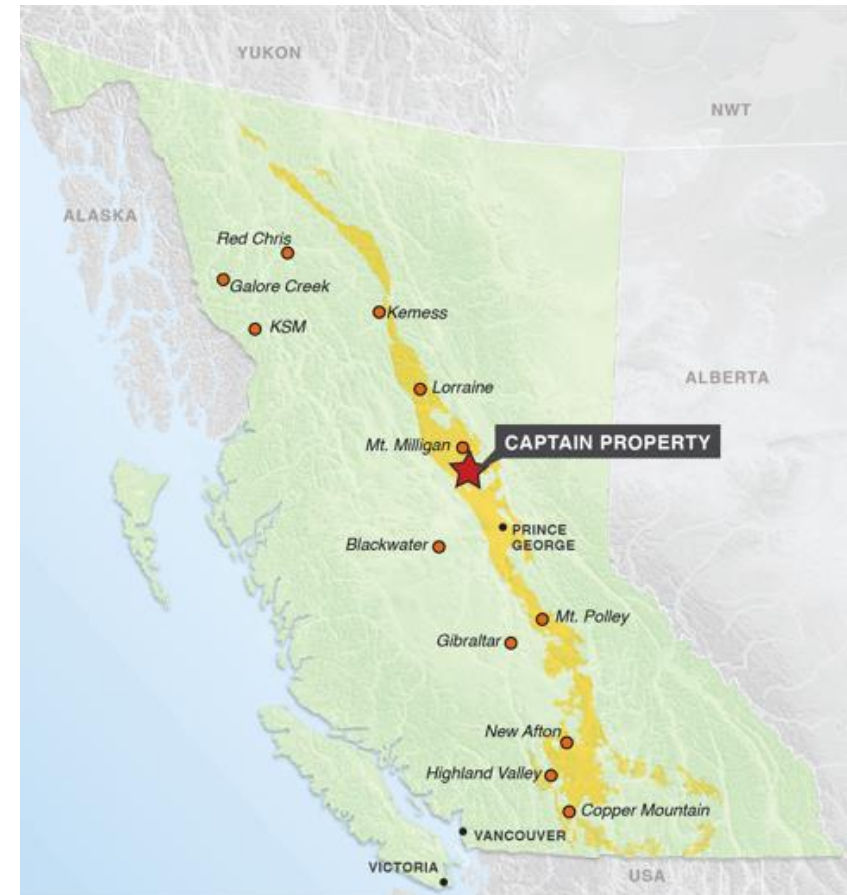 YUKON
NWT
ALASKA
Red Chris
Galore Creek
KSM
Kemess
ALBERTA
Lorraine
Mt. Milligan
CAPTAIN PROPERTY
PRINCE
GEORGE
Blackwater
Mt. Polley
Gibraltar
New Afton
Highland Valley
Copper Mountain
VANCOUVER
VICTORIA
USA